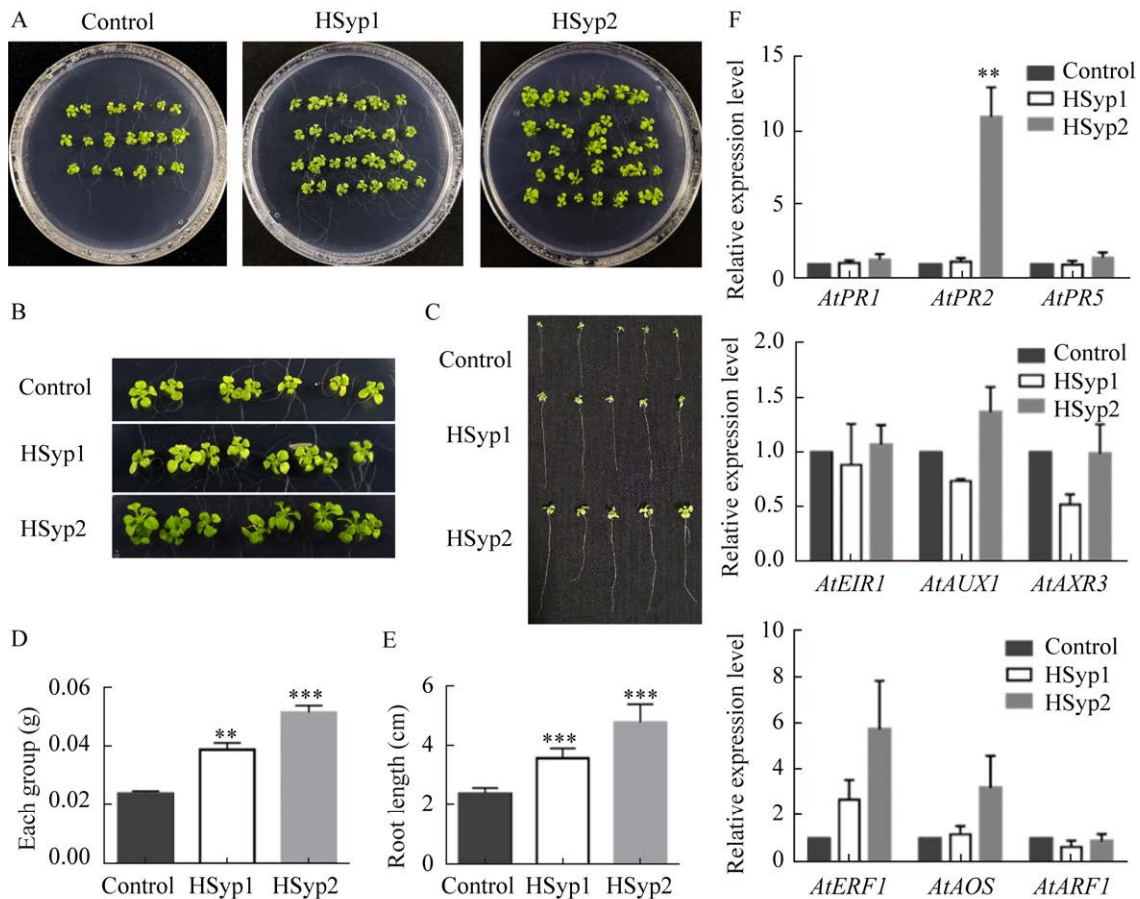 A
Control
HSyp1
HSyp2
B
Control
HSyp1
HSyp2
C
Control
HSyp1
HSyp2
D
Each group (g)
0.06
0.04
0.02
0.00
**
***
Control
HSyp1
HSyp2
E
Root length (cm)
6
4
2
0
***
***
Control
HSyp1
HSyp2
F
Relative expression level
15
10
5
0
**
Control
HSyp1
HSyp2
AtPR1
AtPR2
AtPR5
Relative expression level
2.0
1.5
1.0
0.5
0.0
Control
HSyp1
HSyp2
AtEIR1
AtAUX1
AtAXR3
Relative expression level
10
8
6
4
2
0
Control
HSyp1
HSyp2
AtERF1
AtAOS
AtARF1